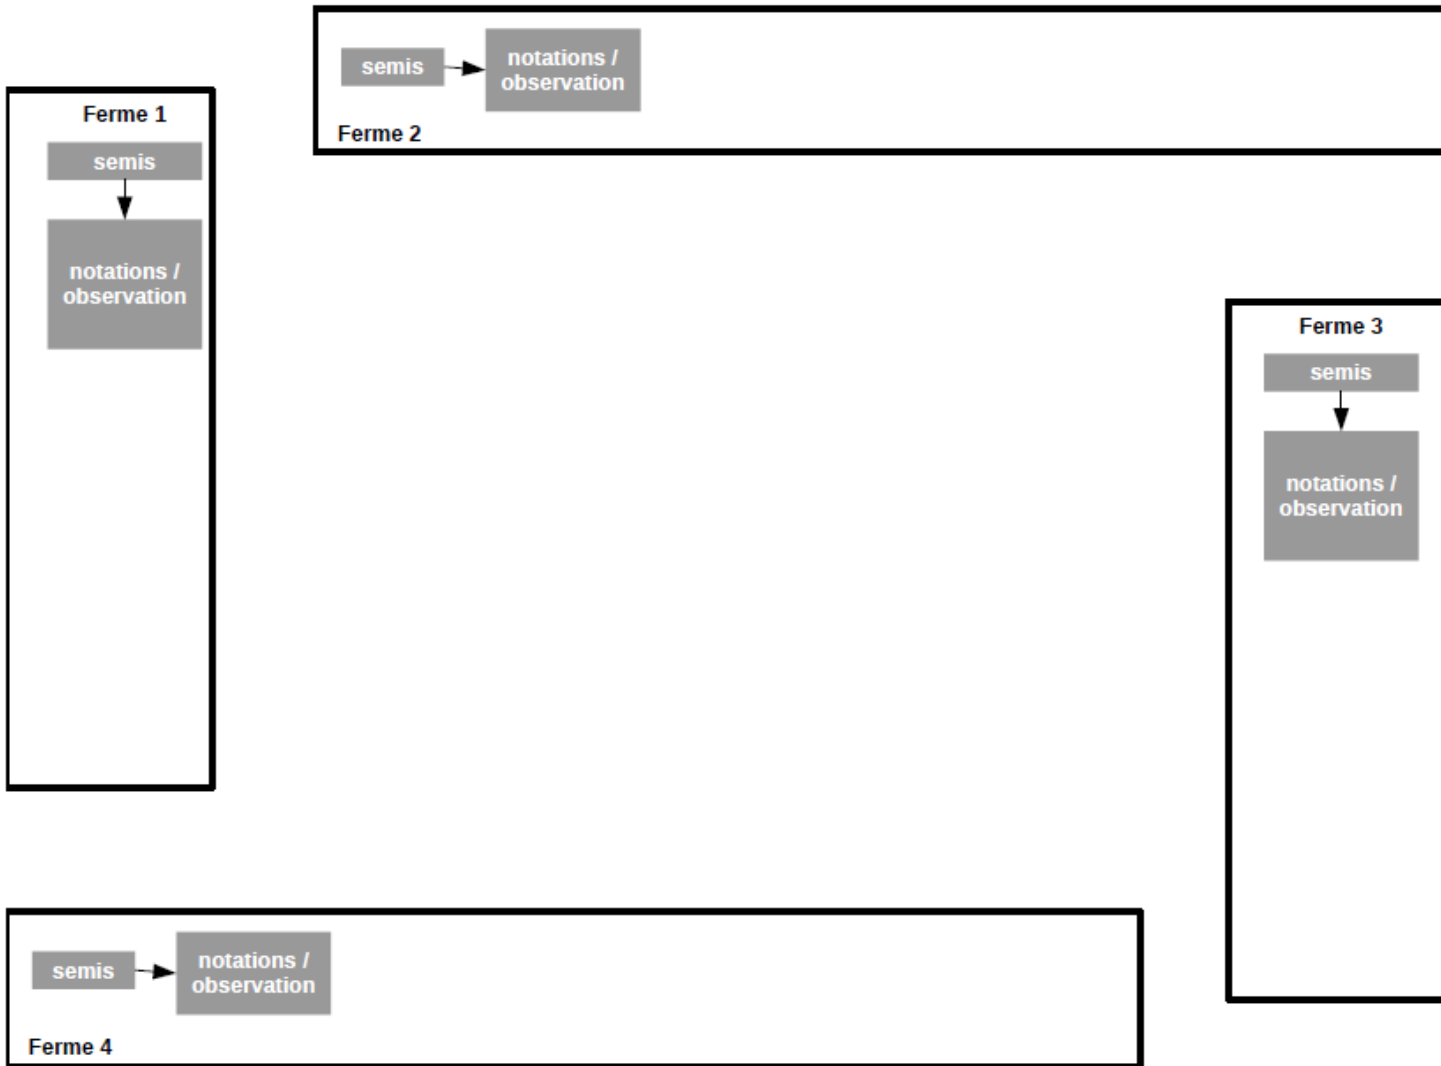 semis
notations /
observation
Ferme 2
Ferme 1
semis
notations /
observation
Ferme 3
semis
notations /
observation
semis
notations /
observation
Ferme 4